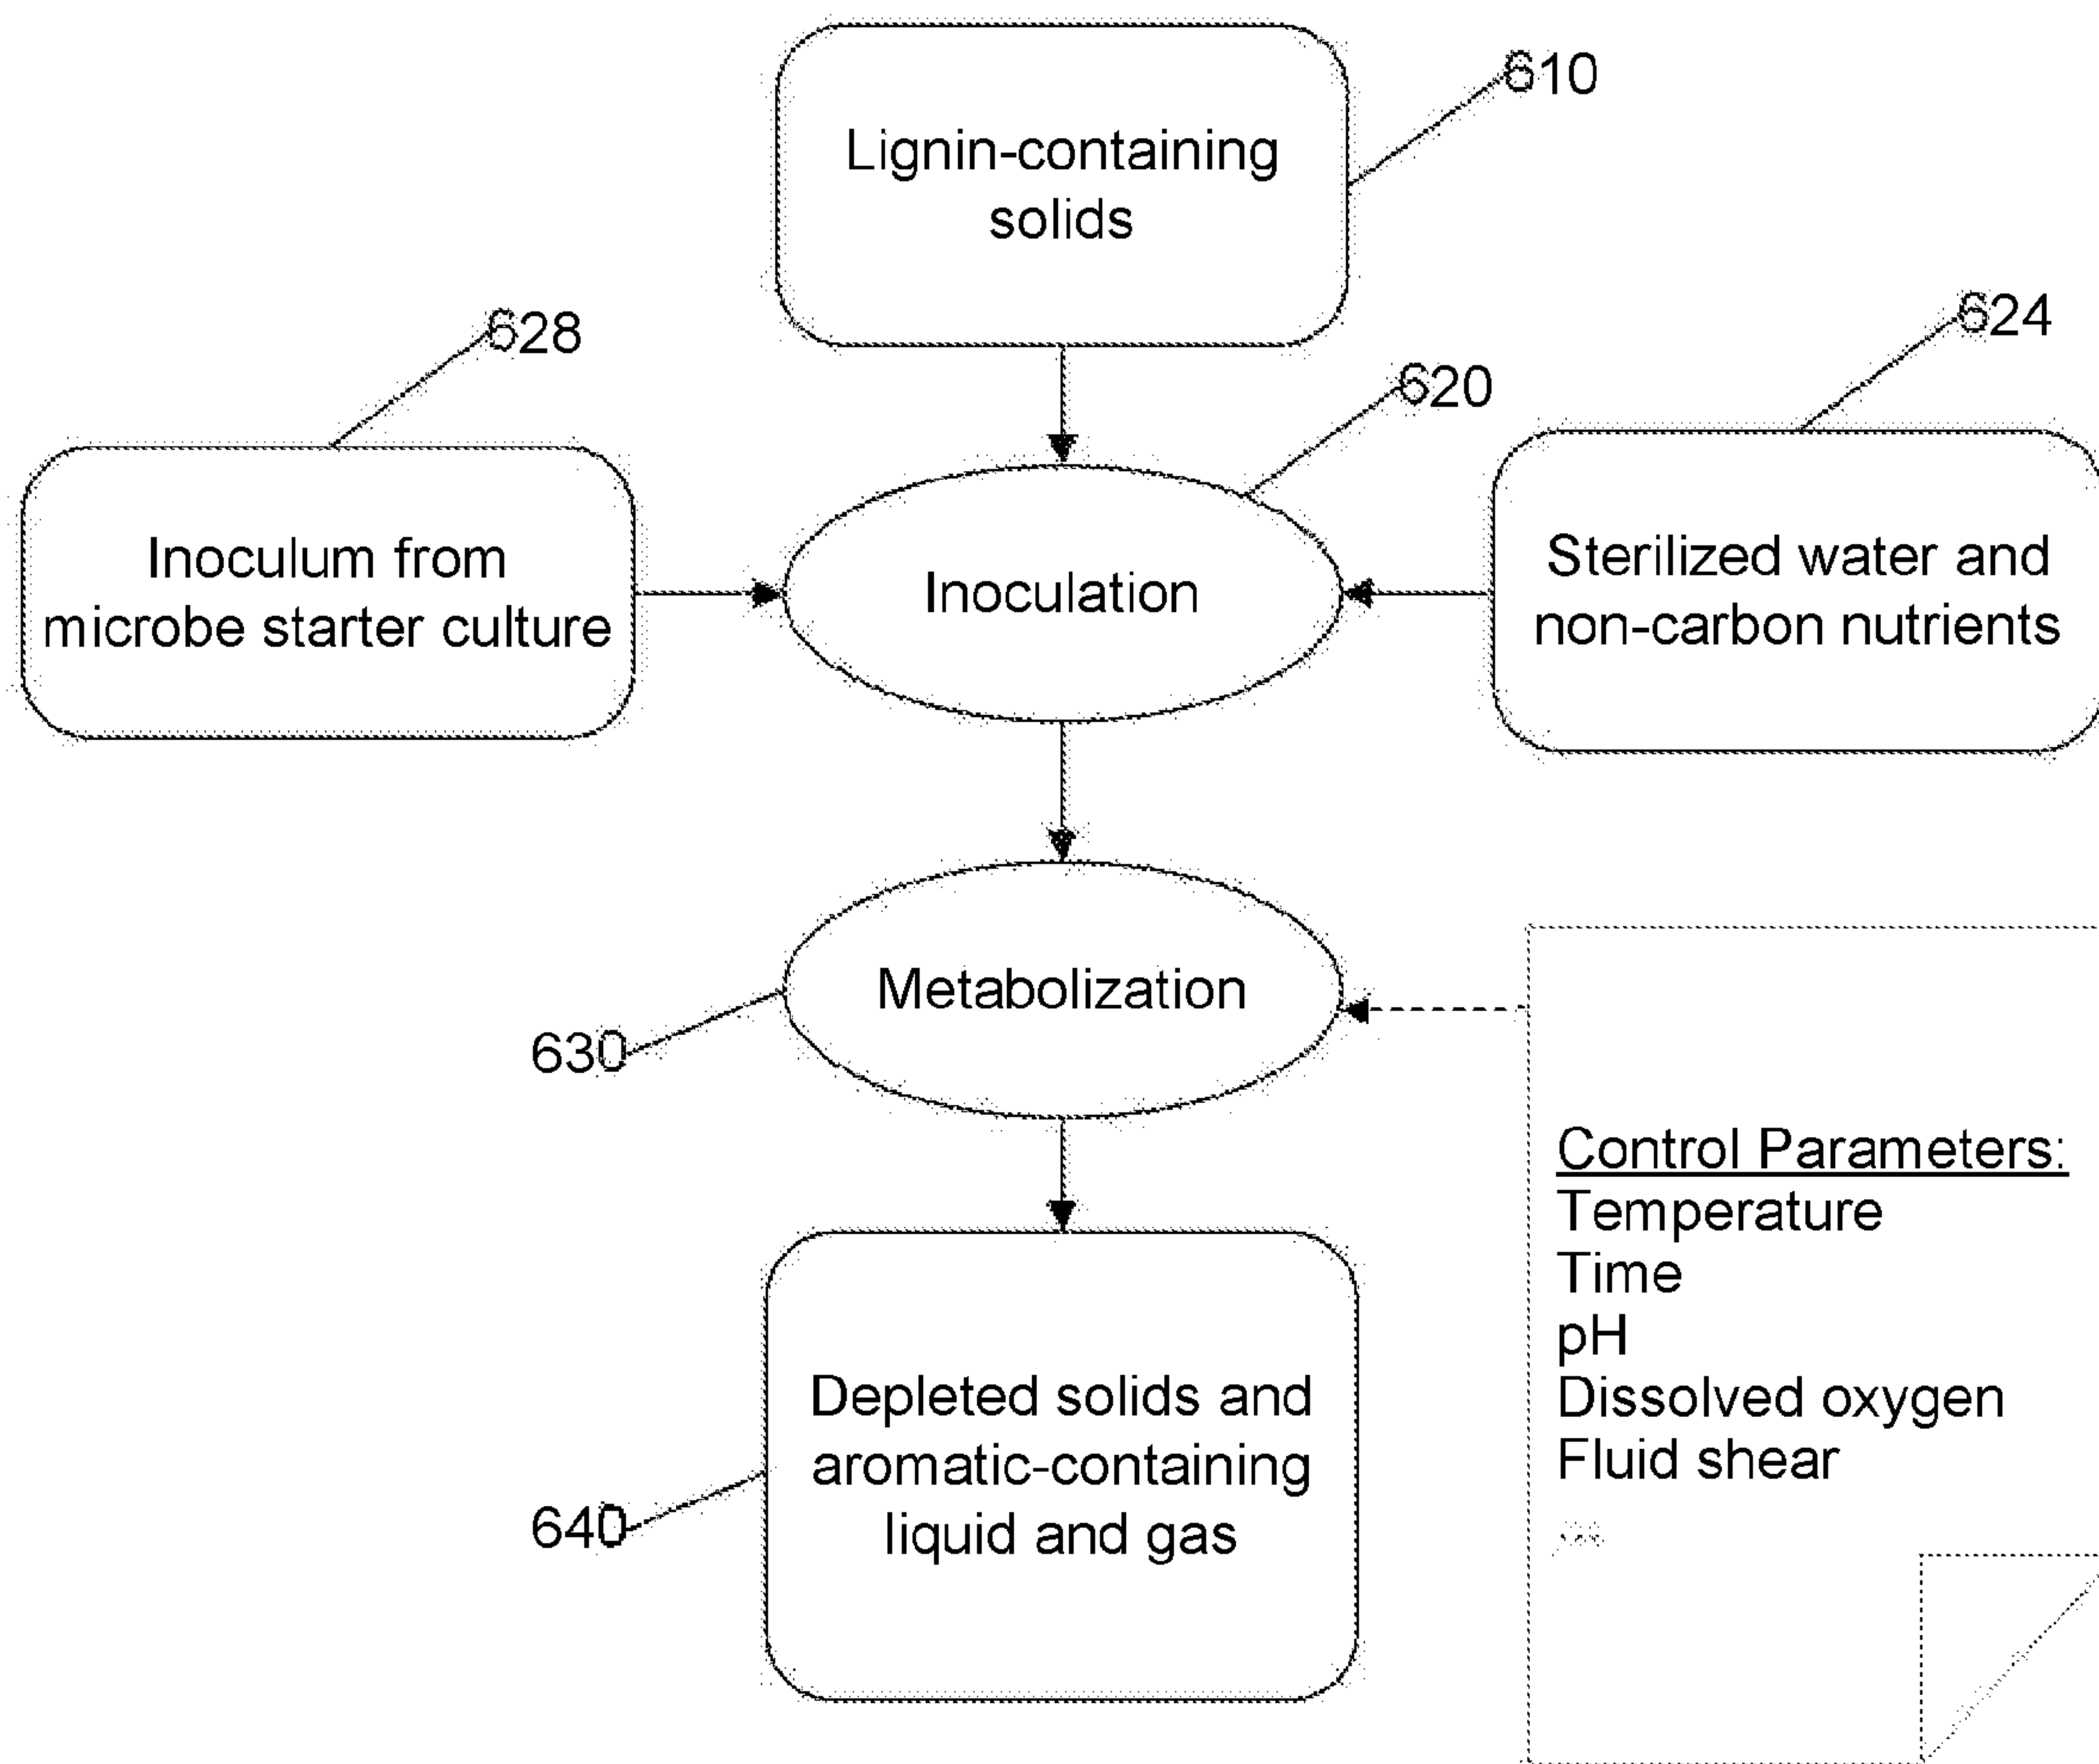 610
Lignin-containing
solids
628
624
620
Inoculum from
microbe starter culture
Inoculation
Sterilized water and
non-carbon nutrients
Metabolization
630
Control Parameters:
Temperature
Time
pH
Dissolved oxygen
Fluid shear
...
Depleted solids and
aromatic-containing
liquid and gas
640